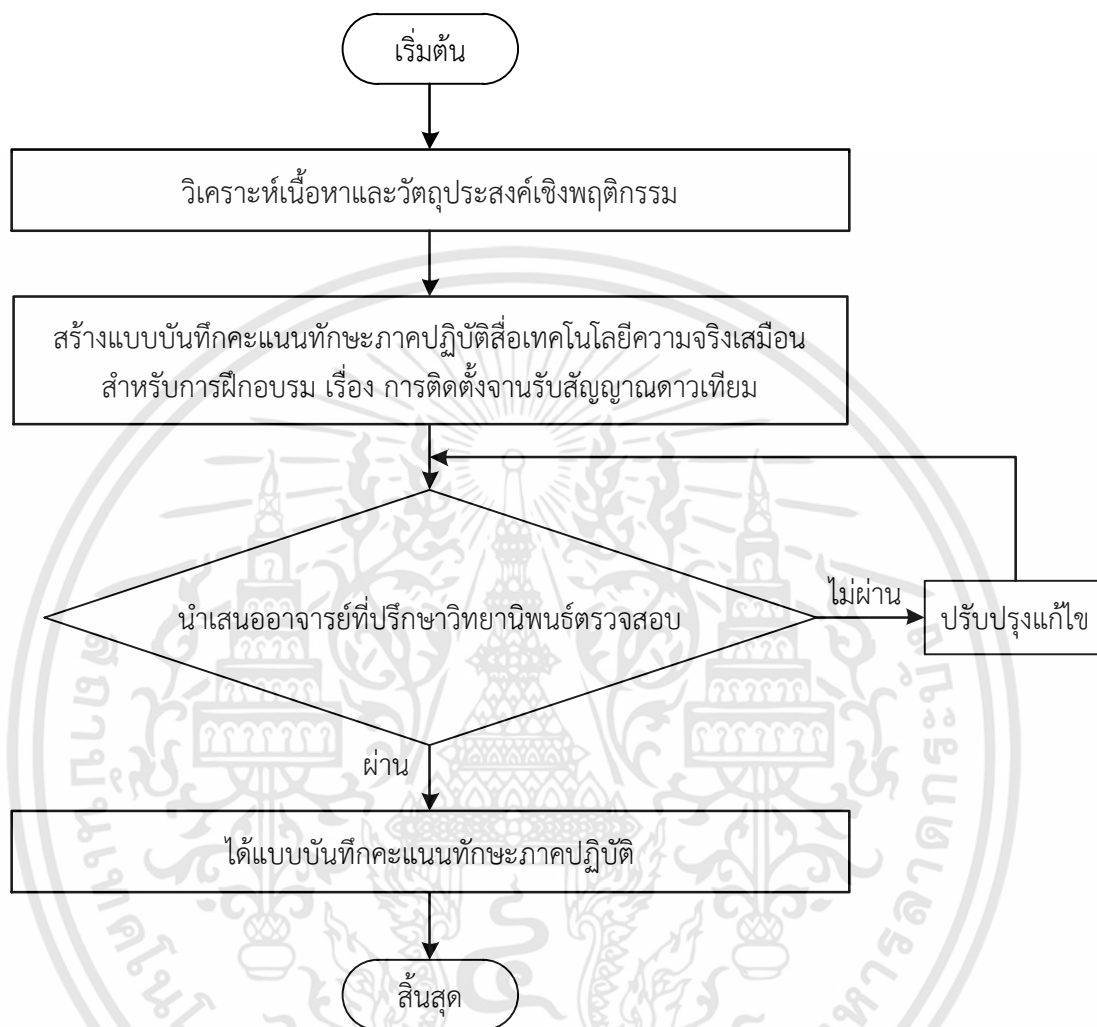 เริ่มต้น
วิเคราะห์เนื้อหาและวัตถุประสงค์เชิงพฤติกรรม
สร้างแบบบันทึกคะแนนทักษะภาคปฏิบัติสื่อเทคโนโลยีความจริงเสมือน
สำหรับการฝึกอบรม เรื่อง การติดตั้งจานรับสัญญาณดาวเทียม
นำเสนออาจารย์ที่ปรึกษาวิทยานิพนธ์ตรวจสอบ
ไม่ผ่าน
ปรับปรุงแก้ไข
ผ่าน
ได้แบบบันทึกคะแนนทักษะภาคปฏิบัติ
สิ้นสุด